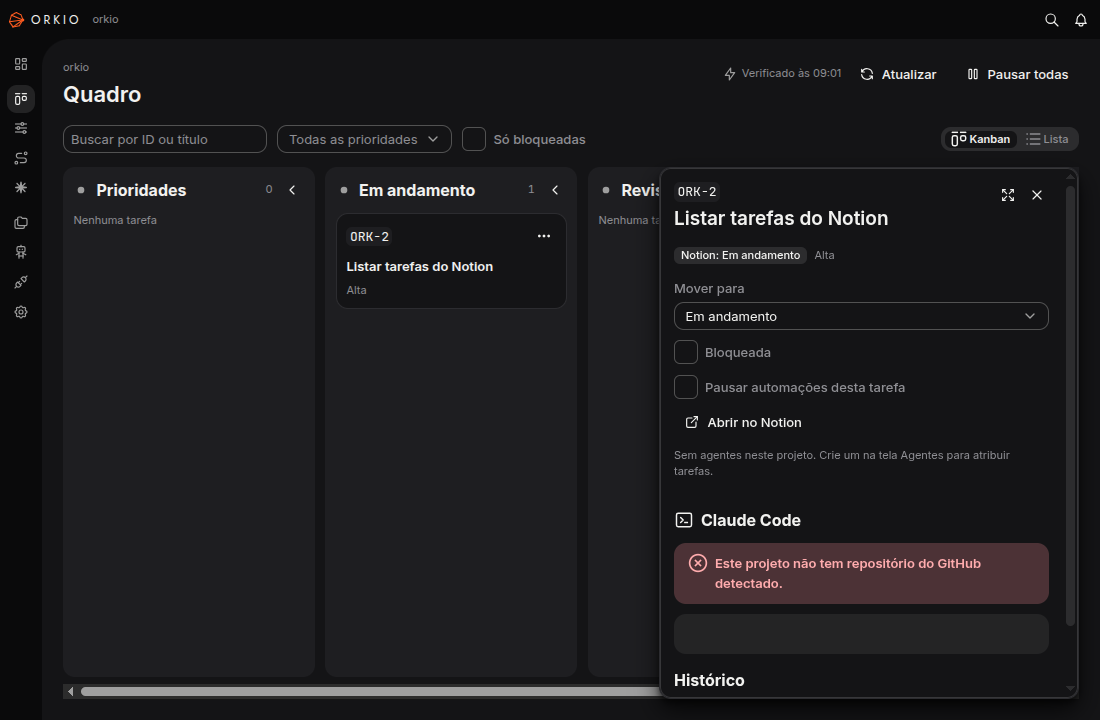 ORKIO orkio
orkio
Quadro
Verificado às 09:01
Atualizar
Pausar todas
Buscar por ID ou título
Todas as prioridades
Só bloqueadas
Kanban
Lista
Prioridades 0
Nenhuma tarefa
Em andamento 1
ORK-2
Listar tarefas do Notion
Alta
Revis
Nenhuma ta
ORK-2
Listar tarefas do Notion
Notion: Em andamento Alta
Mover para
Em andamento
Bloqueada
Pausar automações desta tarefa
Abrir no Notion
Sem agentes neste projeto. Crie um na tela Agentes para atribuir
tarefas.
Claude Code
Este projeto não tem repositório do GitHub
detectado.
Histórico